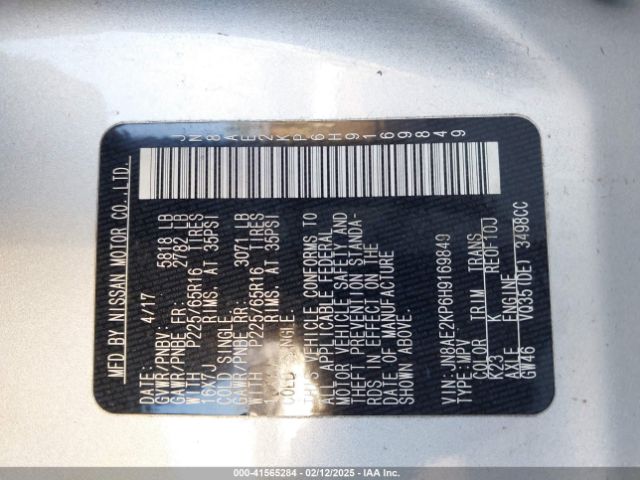 MFD BY NISSAN MOTOR CO.,LTD.
JN8AE2KP6H9169849
4/17
GVWR/PNBV: 5818 LB
GAWR/PNBE FR: 2782 LB
WITH P225/65R16 TIRES
16X7J RIMS. AT 35PSI
COLD SINGLE
GAWR/PNBE RR: 3071 LB
WITH P225/65R16 TIRES
RIMS. AT 35PSI
COLD SINGLE.
THIS VEHICLE CONFORMS TO
ALL APPLICABLE FEDERAL
MOTOR VEHICLE SAFETY AND
THEFT PREVENTION STANDA-
RDS IN EFFECT ON THE
DATE OF MANUFACTURE
SHOWN ABOVE.
VIN:JN8AE2KP6H9169849
TYPE:MPV
COLOR TRIM TRANS
K23 K RE0F10J
AXLE ENGINE
GW46 VQ35(DE) 3498CC
000-41565284 - 02/12/2025 - IAA Inc.